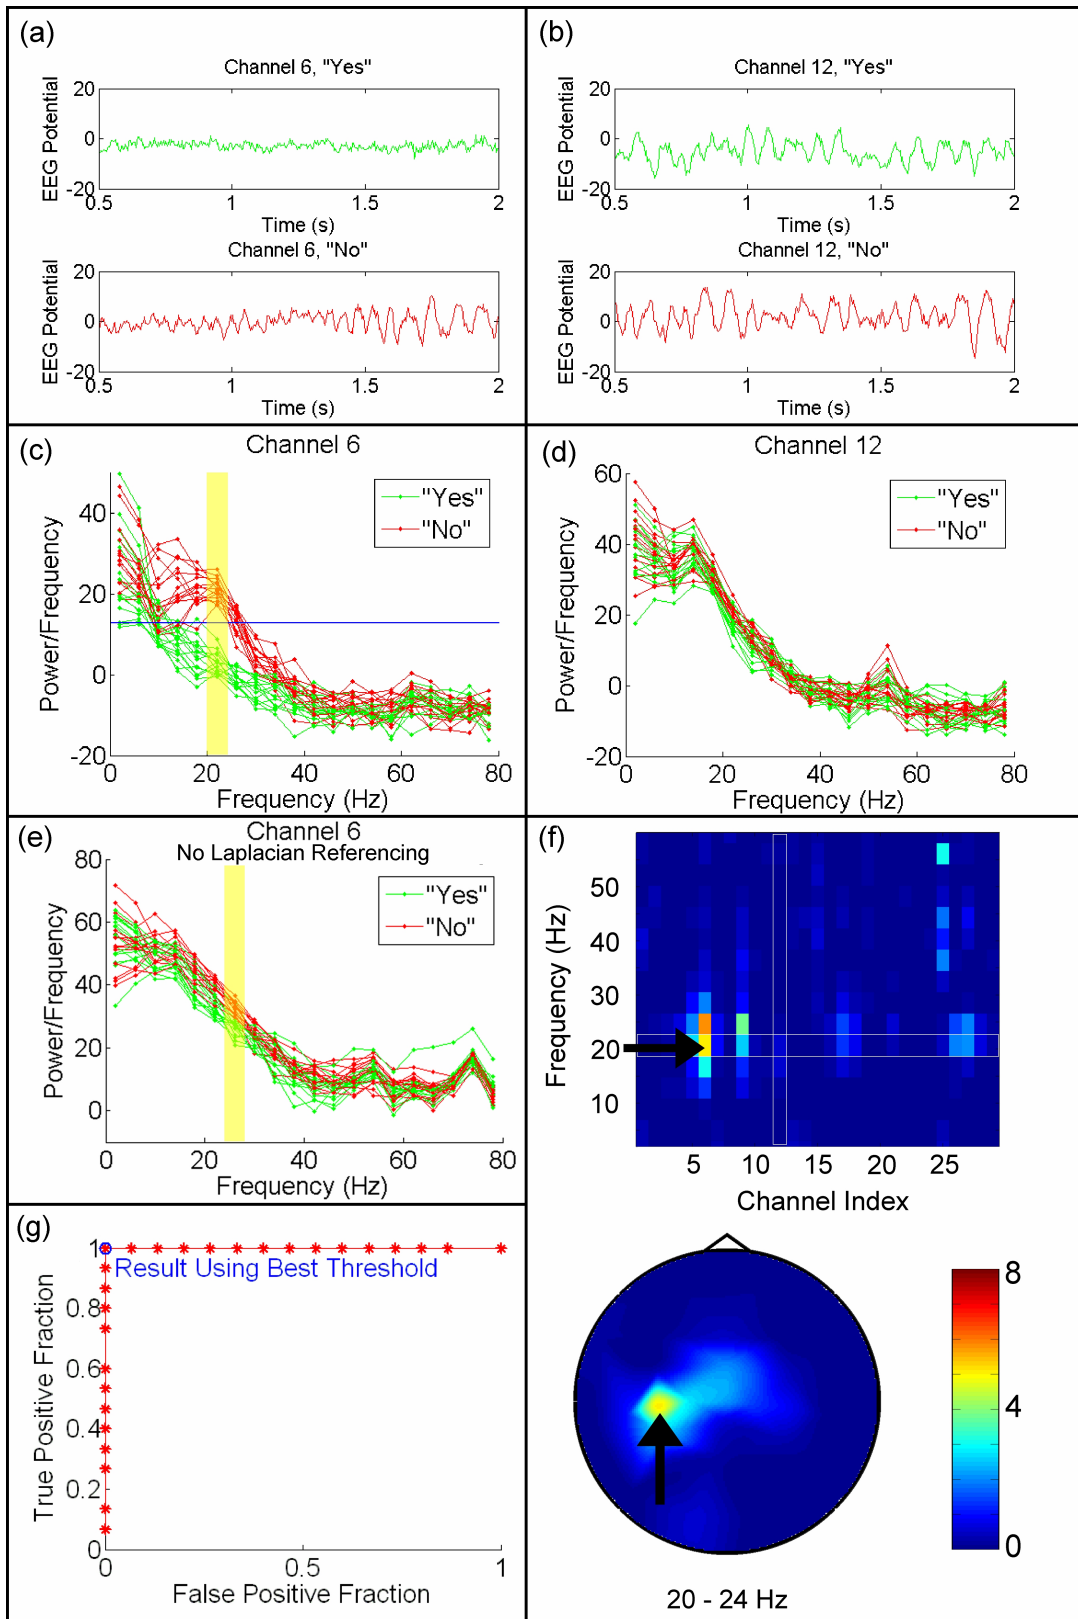 (a)
Channel 6, "Yes"
EEG Potential
20
0
-20
0.5
1
1.5
2
Time (s)
Channel 6, "No"
EEG Potential
20
0
-20
0.5
1
1.5
2
Time (s)
(b)
Channel 12, "Yes"
EEG Potential
20
0
-20
0.5
1
1.5
2
Time (s)
Channel 12, "No"
EEG Potential
20
0
-20
0.5
1
1.5
2
Time (s)
(c)
Channel 6
"Yes"
"No"
Power/Frequency
40
20
0
-20
0
20
40
60
80
Frequency (Hz)
(d)
Channel 12
"Yes"
"No"
Power/Frequency
60
40
20
0
-20
0
20
40
60
80
Frequency (Hz)
(e)
Channel 6
No Laplacian Referencing
"Yes"
"No"
Power/Frequency
80
60
40
20
0
0
20
40
60
80
Frequency (Hz)
(f)
Frequency (Hz)
50
40
30
20
10
5
10
15
20
25
Channel Index
8
4
0
20 - 24 Hz
(g)
True Positive Fraction
1
0.8
0.6
0.4
0.2
0
Result Using Best Threshold
0
0.5
1
False Positive Fraction